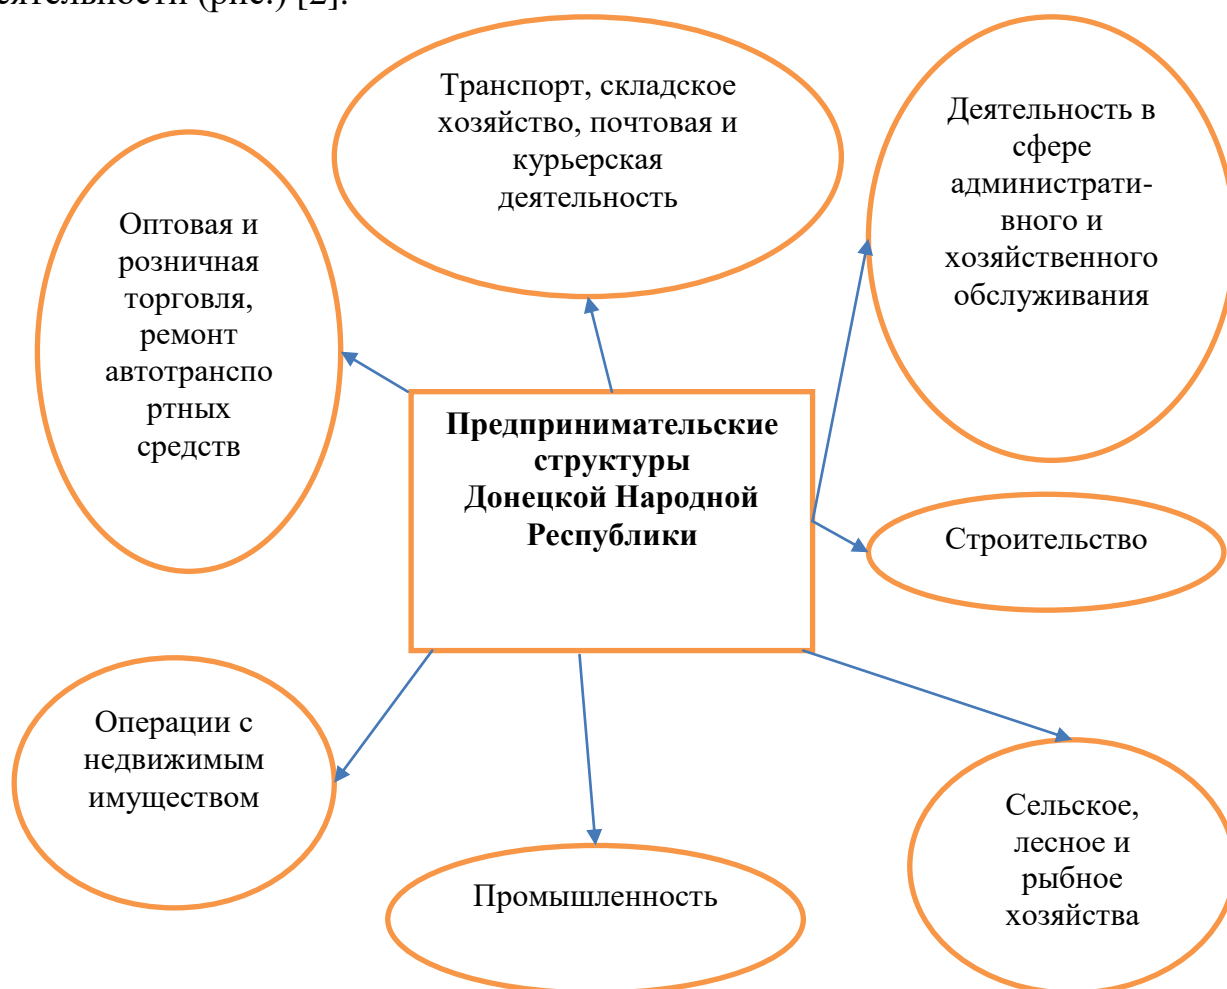 еятельности (рис.) [2].
Транспорт, складское
хозяйство, почтовая и
курьерская
деятельность
Деятельность в
сфере
администрати-
вного и
хозяйственного
обслуживания
Оптовая и
розничная
торговля,
ремонт
автотранспо
ртных
средств
Предпринимательские
структуры
Донецкой Народной
Республики
Строительство
Операции с
недвижимым
имуществом
Промышленность
Сельское,
лесное и
рыбное
хозяйства